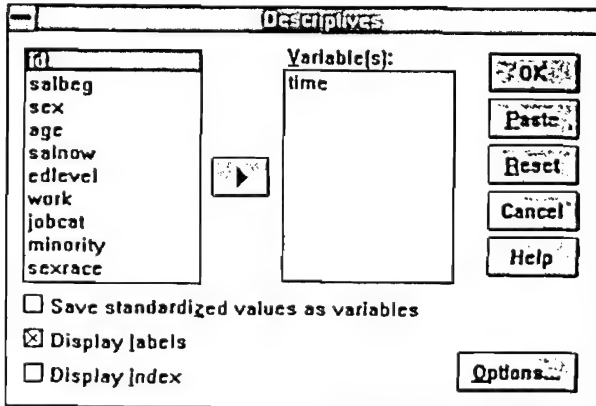 Descriptives
id
salbeg
sex
age
salnow
edlevel
work
jobcat
minority
sexrace
Variable(s):
time
OK
Paste
Reset
Cancel
Help
Save standardized values as variables
Display labels
Display index
Options...